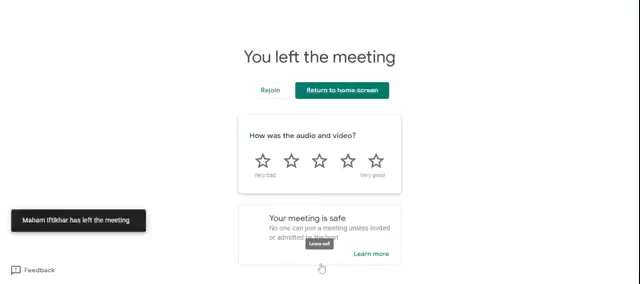 You left the meeting
Rejoin
Return to home screen
How was the audio and video?
Very bad
Very good
Maham Iftikhar has left the meeting
Your meeting is safe
No one can join a meeting unless invited
or admitted by the host
Leave call
Learn more
Feedback